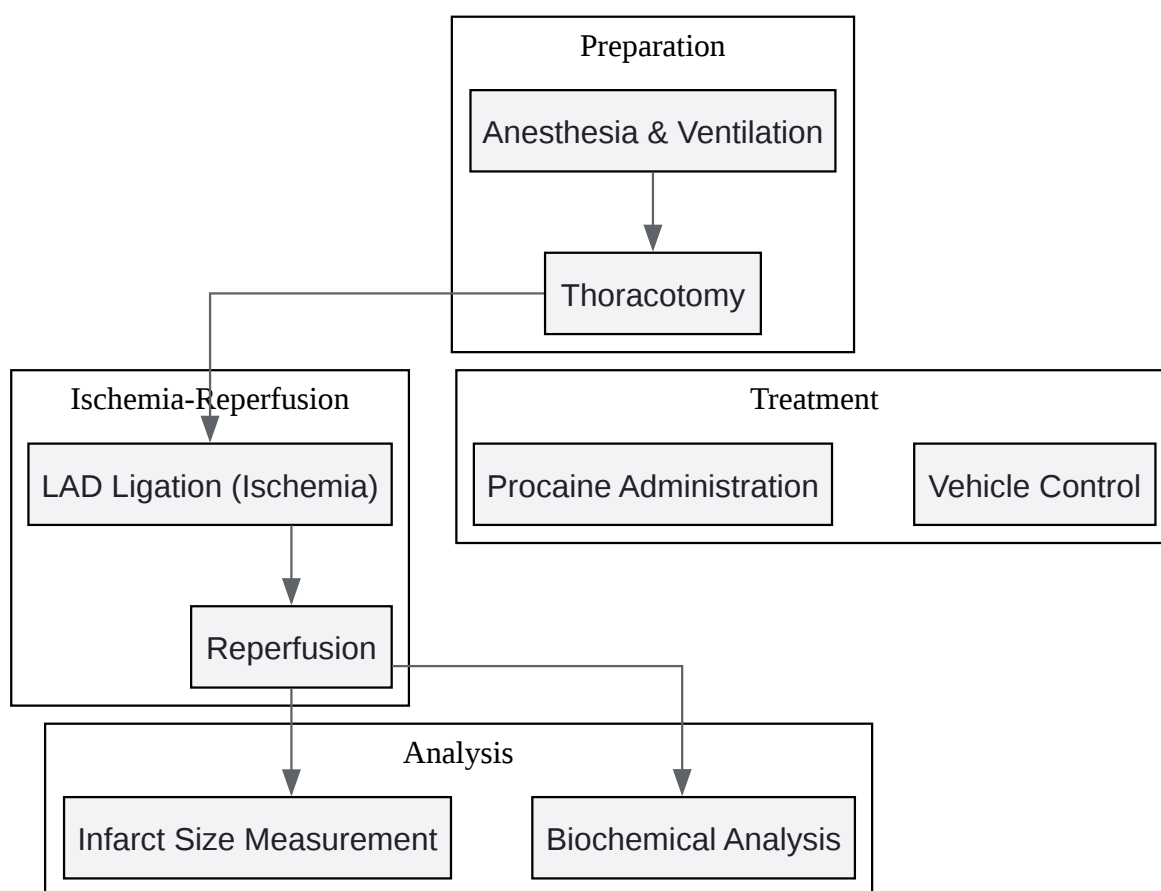 Preparation
Anesthesia & Ventilation
Thoracotomy
Ischemia-Reperfusion
LAD Ligation (Ischemia)
Reperfusion
Treatment
Procaine Administration
Vehicle Control
Analysis
Infarct Size Measurement
Biochemical Analysis